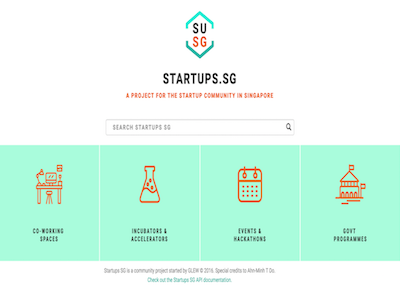 SU
SG
STARTUPS.SG
A PROJECT FOR THE STARTUP COMMUNITY IN SINGAPORE
SEARCH STARTUPS SG
CO-WORKING
SPACES
INCUBATORS &
ACCELERATORS
EVENTS &
HACKATHONS
GOVT
PROGRAMMES
Startups SG is a community project started by GLEW © 2016. Special credits to Anh-Minh T Do.
Check out the Startups SG API documentation.